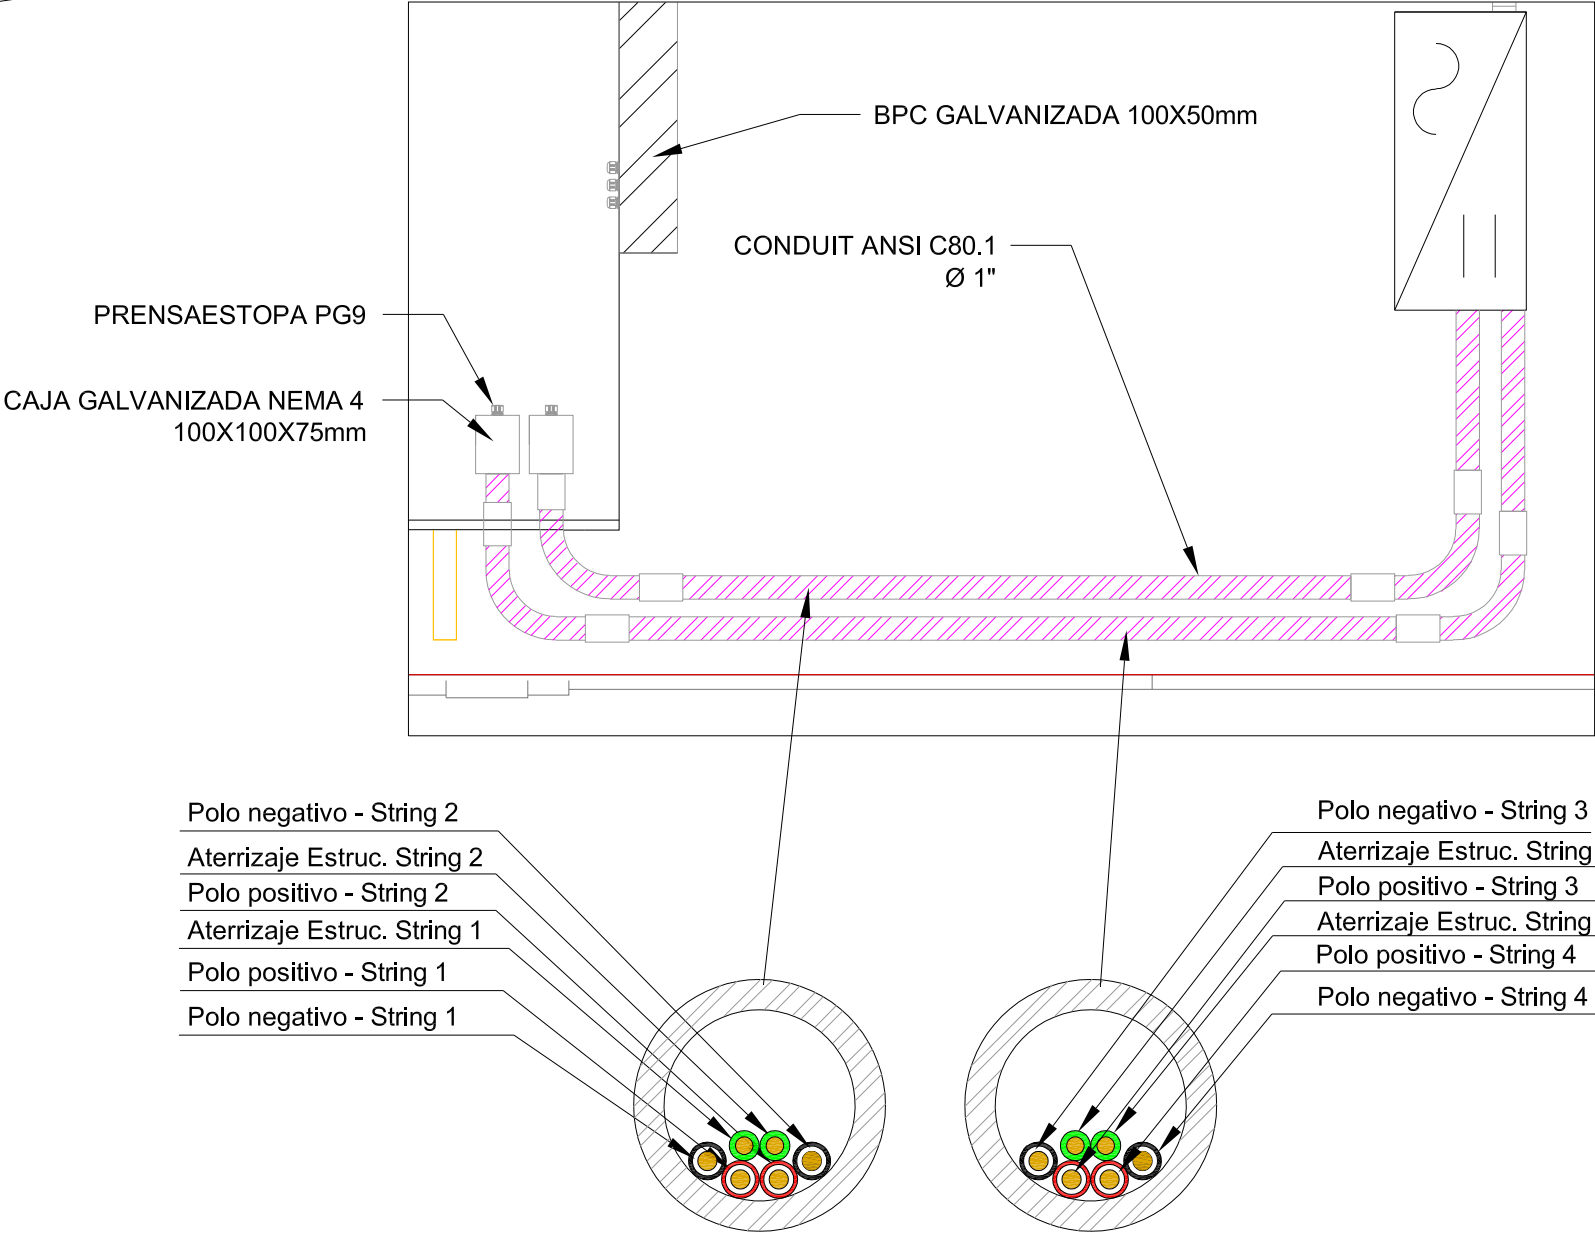 BPC GALVANIZADA 100X50mm
CONDUIT ANSI C80.1
Ø 1"
PRENSAESTOPA PG9
CAJA GALVANIZADA NEMA 4
100X100X75mm
Polo negativo - String 2
Aterrizaje Estruc. String 2
Polo positivo - String 2
Aterrizaje Estruc. String 1
Polo positivo - String 1
Polo negativo - String 1
Polo negativo - String 3
Aterrizaje Estruc. String
Polo positivo - String 3
Aterrizaje Estruc. String
Polo positivo - String 4
Polo negativo - String 4